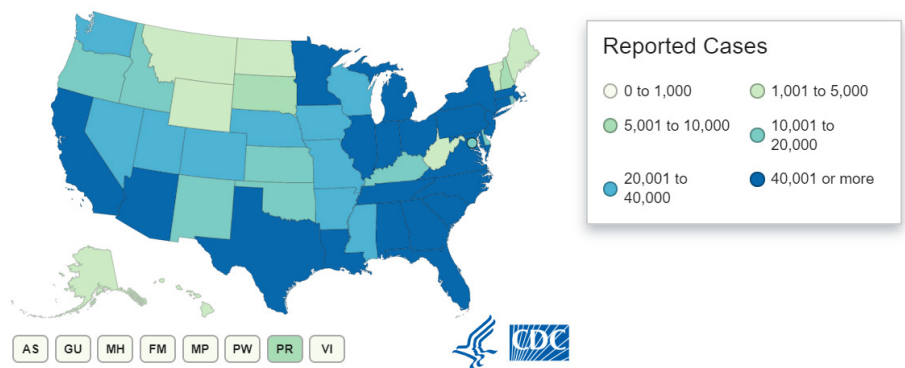 Reported Cases
0 to 1,000
1,001 to 5,000
5,001 to 10,000
10,001 to
20,000
20,001 to
40,000
40,001 or more
AS GU MH FM MP PW PR VI
CDC